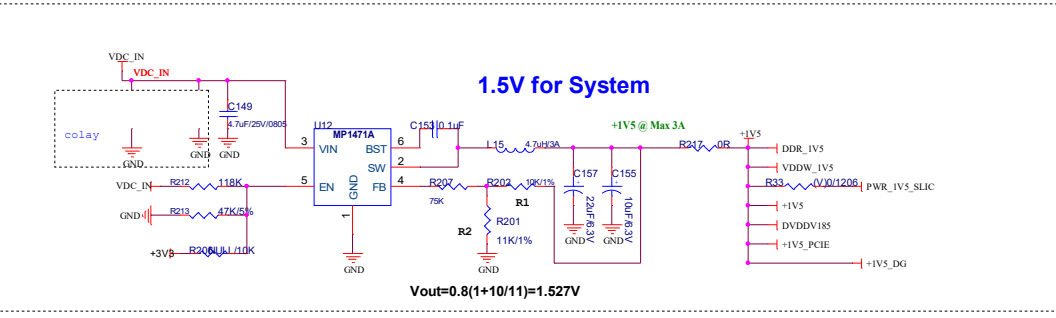 VDC_IN
VDC_IN
1.5V for System
colay
GND
GND
GND
C149
4.7uF/25V/0805
U12
MP1471A
3
VIN
BST
6
SW
2
5
EN
FB
4
GND
1
GND
C153
0.1uF
L15
4.7uH/3A
+1V5 @ Max 3A
R217
0R
+1V5
DDR_1V5
VDDW_1V5
R33
(V)0/1206
PWR_1V5_SLIC
+1V5
DVDDV185
+1V5_PCIE
+1V5_DG
VDC_IN
R212
118K
GND
R213
47K/5%
+3V3
NULL/10K
R207
75K
R202
10K/1%
R1
R2
R201
11K/1%
GND
C157
22uF/6.3V
GND
C155
10uF/6.3V
GND
Vout=0.8(1+10/11)=1.527V